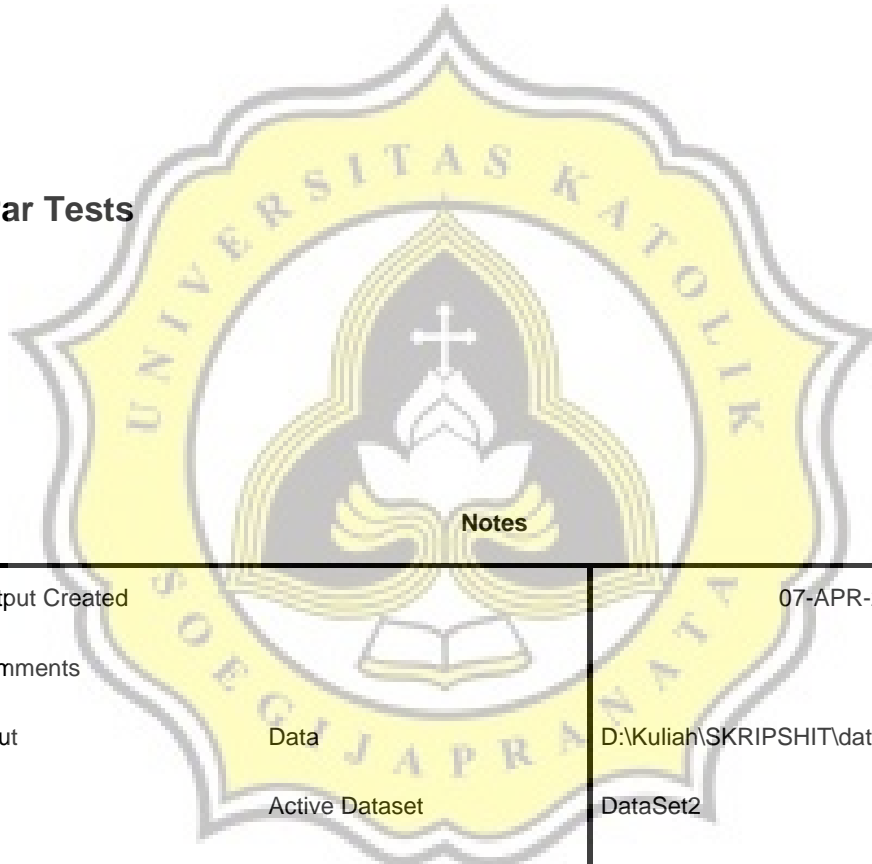 ar Tests
UNIVERSITAS KATOLIK
SOEGIJAPRANATA
Notes
tput Created 07-APR-
mments
ut Data D:\Kuliah\SKRIPSHIT\dat
Active Dataset DataSet2